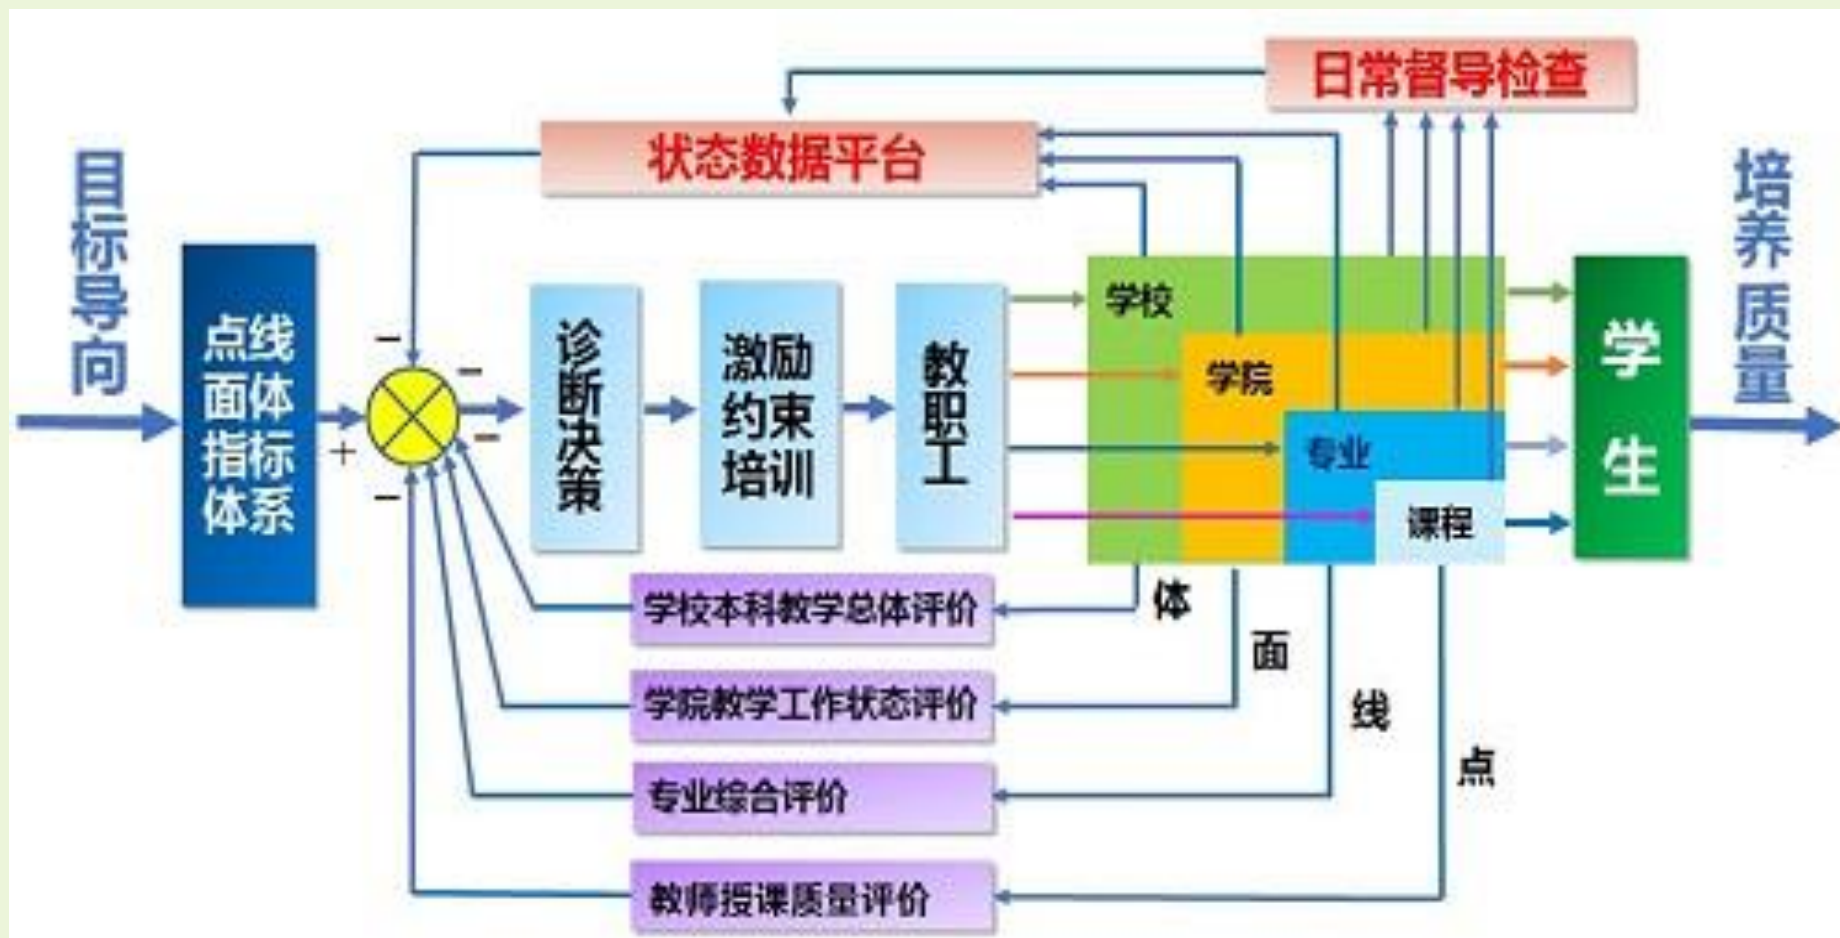 日常督导检查
状态数据平台
目标导向
培养质量
点线
面体
指标
体系
+
−
−
−
−
诊断决策
激励
约束
培训
教职工
学校
学院
专业
课程
学生
学校本科教学总体评价
体
学院教学工作状态评价
面
专业综合评价
线
教师授课质量评价
点